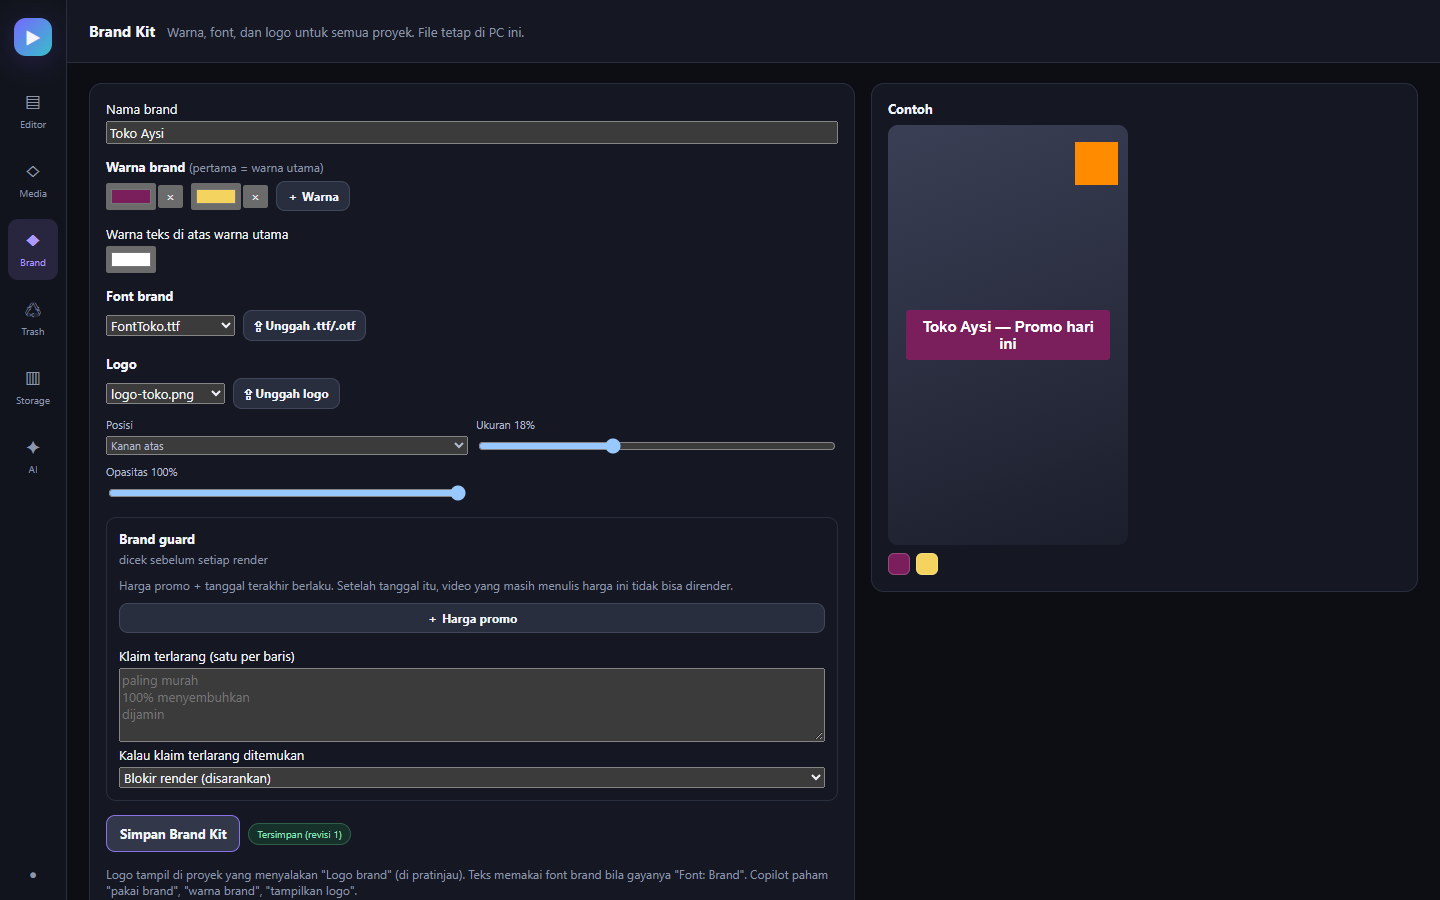 Brand Kit Warna, font, dan logo untuk semua proyek. File tetap di PC ini.
Editor
Media
Brand
Trash
Storage
AI
Nama brand
Toko Aysi
Warna brand (pertama = warna utama)
× × + Warna
Warna teks di atas warna utama
Font brand
FontToko.ttf Unggah .ttf/.otf
Logo
logo-toko.png Unggah logo
Posisi Ukuran 18%
Kanan atas
Opasitas 100%
Brand guard
dicek sebelum setiap render
Harga promo + tanggal terakhir berlaku. Setelah tanggal itu, video yang masih menulis harga ini tidak bisa dirender.
+ Harga promo
Klaim terlarang (satu per baris)
paling murah
100% menyembuhkan
dijamin
Kalau klaim terlarang ditemukan
Blokir render (disarankan)
Simpan Brand Kit Tersimpan (revisi 1)
Logo tampil di proyek yang menyalakan "Logo brand" (di pratinjau). Teks memakai font brand bila gayanya "Font: Brand". Copilot paham
"pakai brand", "warna brand", "tampilkan logo".
Contoh
Toko Aysi — Promo hari
ini